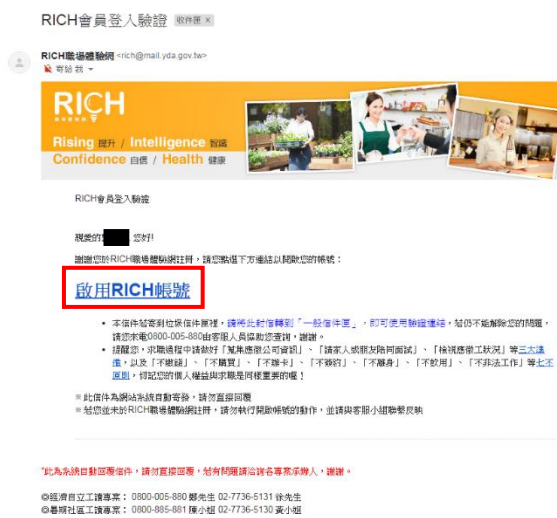 RICH會員登入驗證 收件匣 ×
RICH職場體驗網 <rich@mail.yda.gov.tw>
寄給 我
RICH
Rising 提升 / Intelligence 智識
Confidence 自信 / Health 健康
RICH會員登入驗證
親愛的 您好!
謝謝您於RICH職場體驗網註冊,請您點選下方連結以開啟您的帳號:
啟用RICH帳號
• 本信件若寄到垃圾信件匣裡,請將此封信轉到「一般信件匣」,即可使用驗證連結,若仍不能解除您的問題,
請您來電0800-005-880由客服人員協助您查詢,謝謝。
• 提醒您,求職過程中請做好「蒐集應徵公司資訊」、「請家人或朋友陪同面試」、「檢視應徵工作狀況」等三大準
備,以及「不繳錢」、「不購買」、「不辦卡」、「不簽約」、「不離身」、「不飲用」、「不非法工作」等七不
原則,切記您的個人權益與求職是同樣重要的喔!
※此信件為網站系統自動寄發,請勿直接回覆
※若您並未於RICH職場體驗網註冊,請勿執行開啟帳號的動作,並請與客服小組聯繫反映
*此為系統自動回覆信件,請勿直接回覆,若有問題請洽詢各專案承辦人,謝謝。
◎經濟自立工讀專案: 0800-005-880 鄭先生 02-7736-5131 徐先生
◎暑期社區工讀專案: 0800-885-881 陳小姐 02-7736-5130 黃小姐